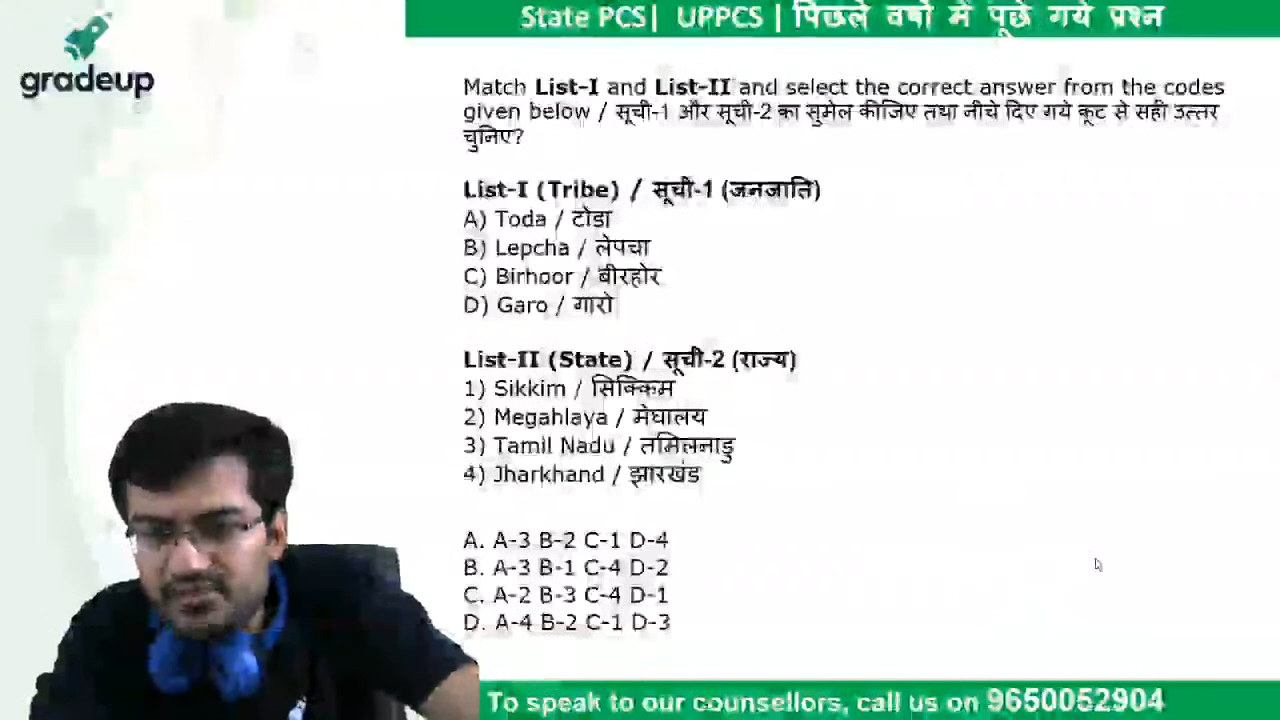 State PCS| UPPCS | पिछले वर्षो में पूछे गये प्रश्न
gradeup
Match List-I and List-II and select the correct answer from the codes
given below / सूची-1 और सूची-2 का सुमेल कीजिए तथा नीचे दिए गये कूट से सही उत्तर
चुनिए?
List-I (Tribe) / सूची-1 (जनजाति)
A) Toda / टोडा
B) Lepcha / लेपचा
C) Birhoor / बीरहोर
D) Garo / गारो
List-II (State) / सूची-2 (राज्य)
1) Sikkim / सिक्किम
2) Megahlaya / मेघालय
3) Tamil Nadu / तमिलनाडु
4) Jharkhand / झारखंड
A. A-3 B-2 C-1 D-4
B. A-3 B-1 C-4 D-2
C. A-2 B-3 C-4 D-1
D. A-4 B-2 C-1 D-3
To speak to our counsellors, call us on 9650052904